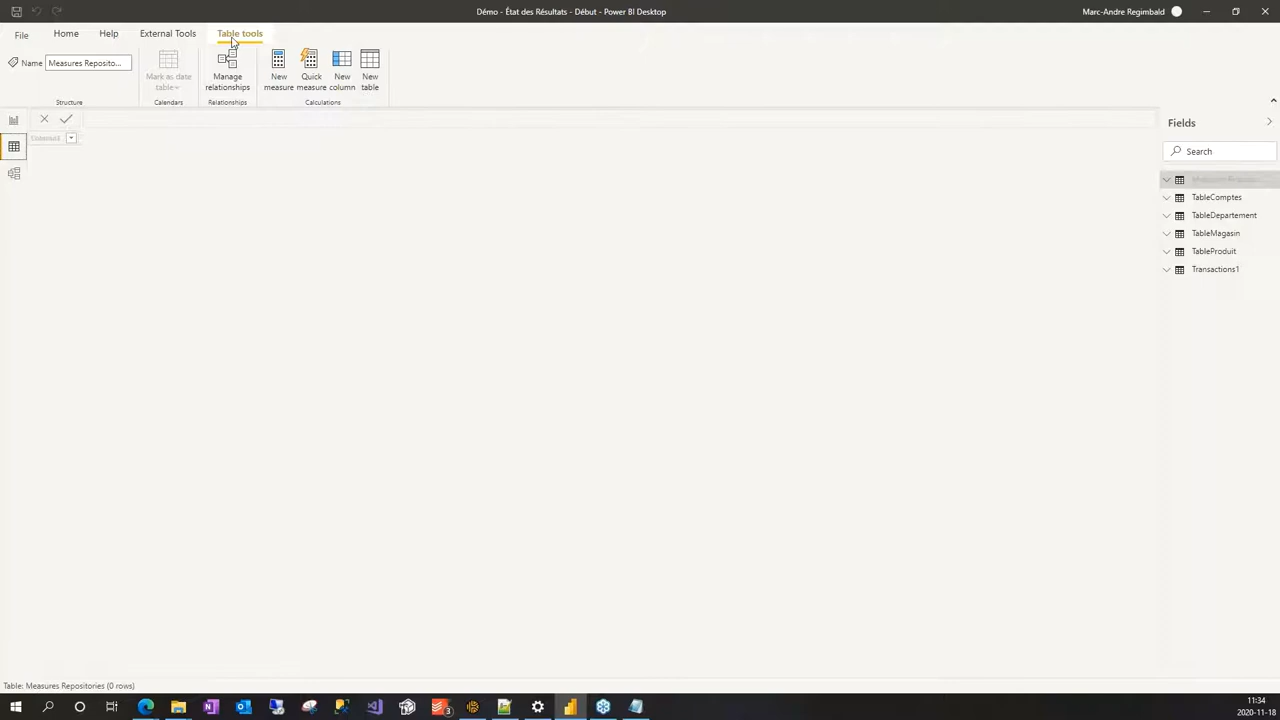 Démo - État des Résultats - Début - Power BI Desktop
Marc-Andre Regimbald
File
Home
Help
External Tools
Table tools
Name
Measures Reposito...
Mark as date table
Manage relationships
New measure
Quick measure
New column
New table
Structure
Calendars
Relationships
Calculations
Column1
Fields
Search
TableComptes
TableDepartement
TableMagasin
TableProduit
Transactions1
Table: Measures Repositories (0 rows)
11:34
2020-11-18